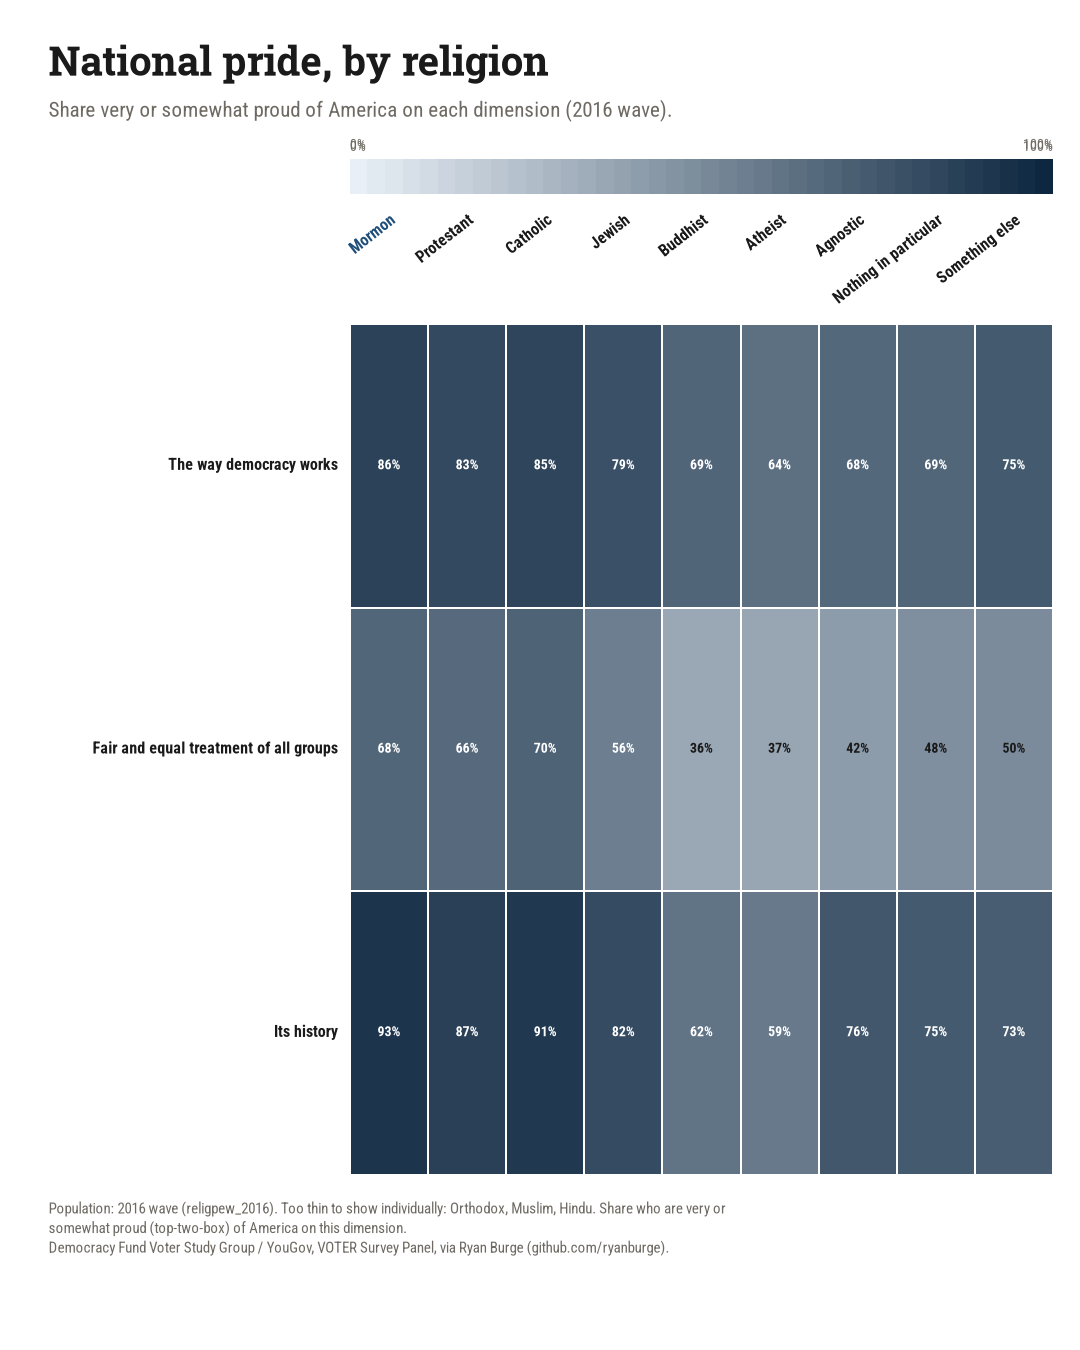 National pride, by religion
Share very or somewhat proud of America on each dimension (2016 wave).
0% 100%
Mormon Protestant Catholic Jewish Buddhist Atheist Agnostic Nothing in particular Something else
The way democracy works 86% 83% 85% 79% 69% 64% 68% 69% 75%
Fair and equal treatment of all groups 68% 66% 70% 56% 36% 37% 42% 48% 50%
Its history 93% 87% 91% 82% 62% 59% 76% 75% 73%
Population: 2016 wave (religpew_2016). Too thin to show individually: Orthodox, Muslim, Hindu. Share who are very or
somewhat proud (top-two-box) of America on this dimension.
Democracy Fund Voter Study Group / YouGov, VOTER Survey Panel, via Ryan Burge (github.com/ryanburge).